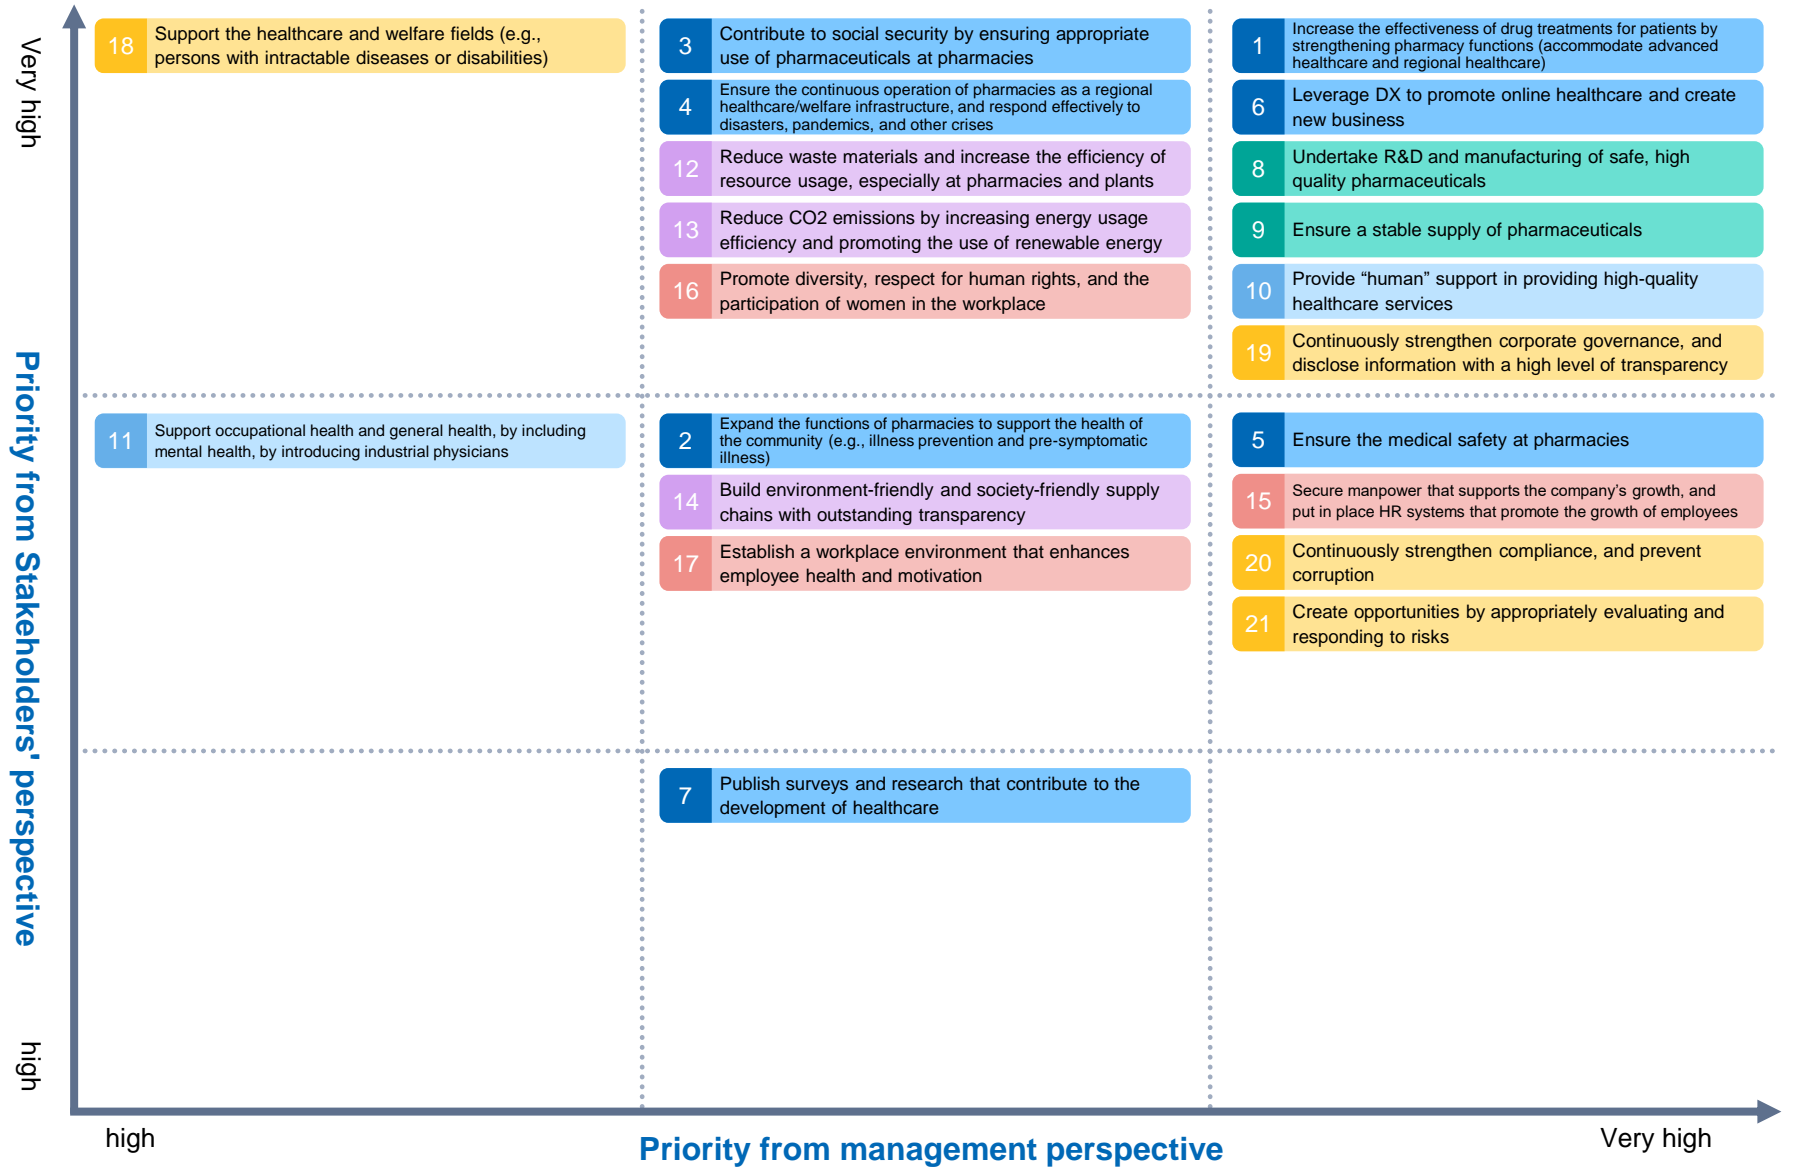 Very high
Priority from Stakeholders' perspective
high
18
Support the healthcare and welfare fields (e.g.,
persons with intractable diseases or disabilities)
3
Contribute to social security by ensuring appropriate
use of pharmaceuticals at pharmacies
4
Ensure the continuous operation of pharmacies as a regional
healthcare/welfare infrastructure, and respond effectively to
disasters, pandemics, and other crises
12
Reduce waste materials and increase the efficiency of
resource usage, especially at pharmacies and plants
13
Reduce CO2 emissions by increasing energy usage
efficiency and promoting the use of renewable energy
16
Promote diversity, respect for human rights, and the
participation of women in the workplace
1
Increase the effectiveness of drug treatments for patients by
strengthening pharmacy functions (accommodate advanced
healthcare and regional healthcare)
6
Leverage DX to promote online healthcare and create
new business
8
Undertake R&D and manufacturing of safe, high
quality pharmaceuticals
9
Ensure a stable supply of pharmaceuticals
10
Provide “human” support in providing high-quality
healthcare services
19
Continuously strengthen corporate governance, and
disclose information with a high level of transparency
11
Support occupational health and general health, by including
mental health, by introducing industrial physicians
2
Expand the functions of pharmacies to support the health of
the community (e.g., illness prevention and pre-symptomatic
illness)
14
Build environment-friendly and society-friendly supply
chains with outstanding transparency
17
Establish a workplace environment that enhances
employee health and motivation
5
Ensure the medical safety at pharmacies
15
Secure manpower that supports the company’s growth, and
put in place HR systems that promote the growth of employees
20
Continuously strengthen compliance, and prevent
corruption
21
Create opportunities by appropriately evaluating and
responding to risks
7
Publish surveys and research that contribute to the
development of healthcare
high
Priority from management perspective
Very high